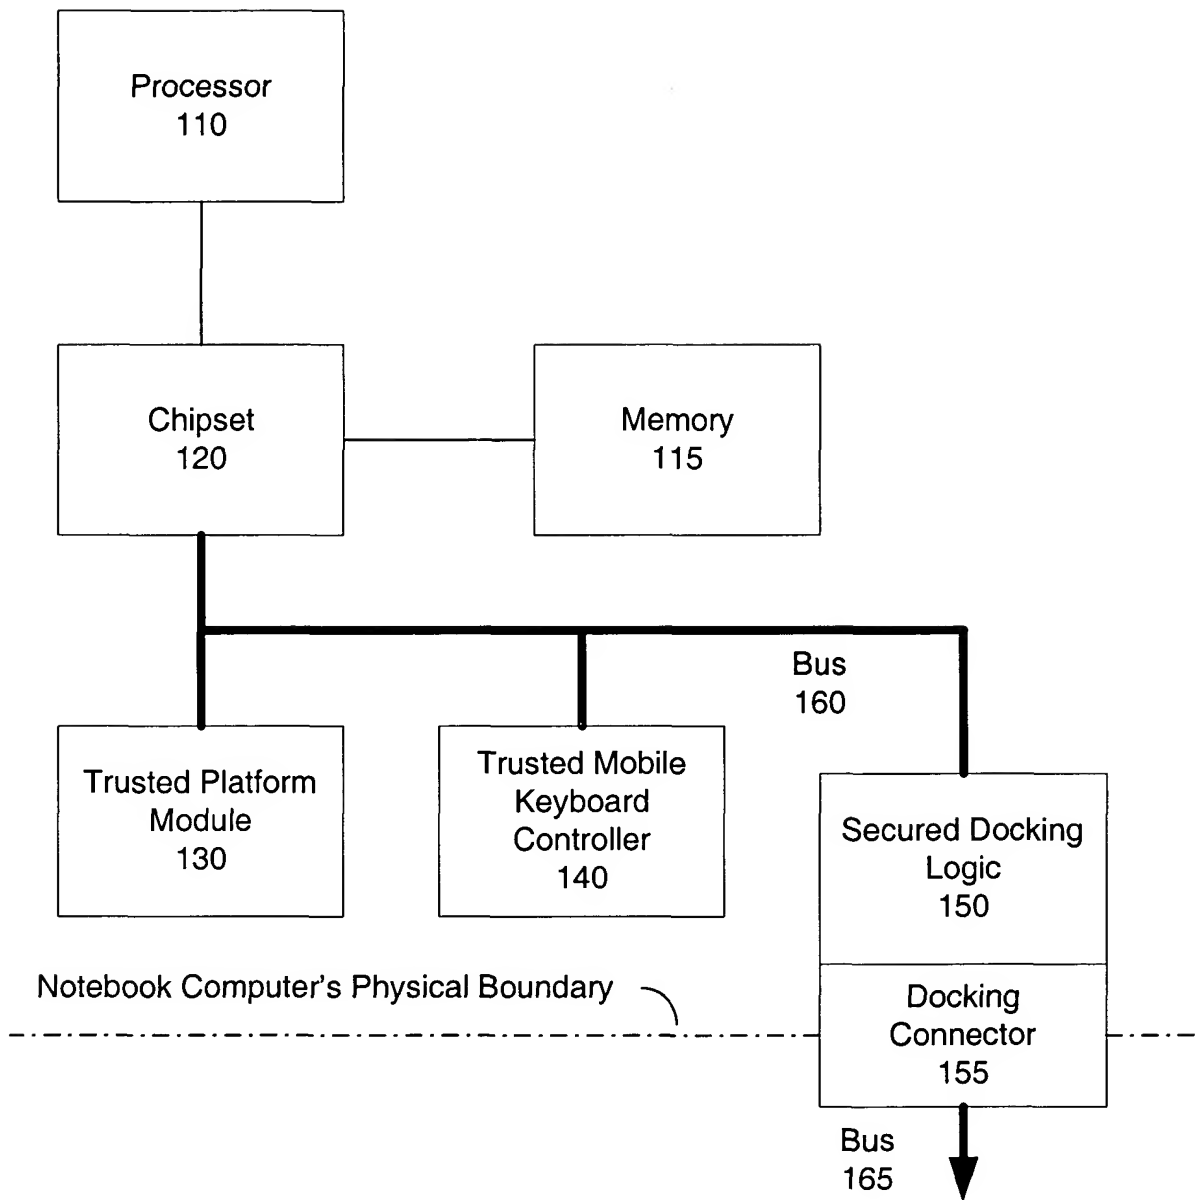 Processor
110
Chipset
120
Memory
115
Bus
160
Trusted Platform
Module
130
Trusted Mobile
Keyboard
Controller
140
Secured Docking
Logic
150
Notebook Computer's Physical Boundary
Docking
Connector
155
Bus
165